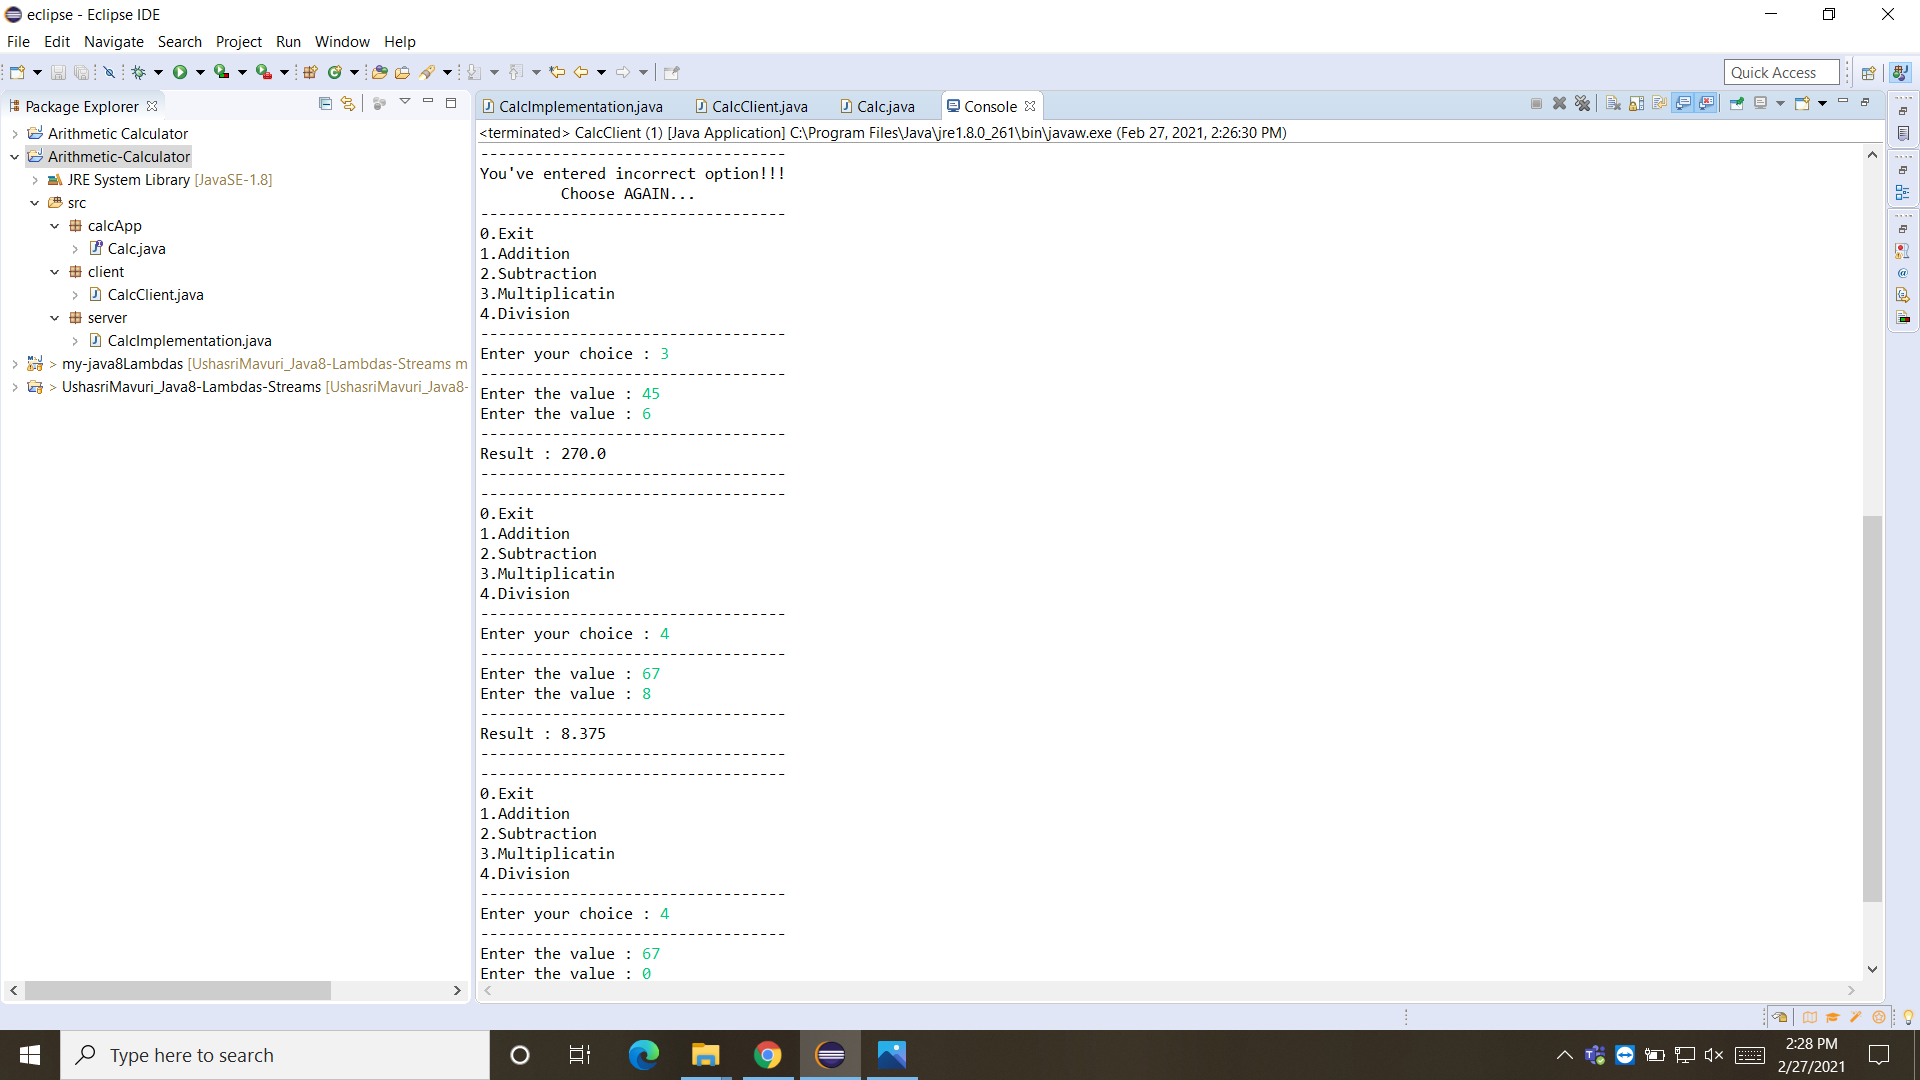 eclipse - Eclipse IDE
File Edit Navigate Search Project Run Window Help
Quick Access
Package Explorer
Arithmetic Calculator
Arithmetic-Calculator
JRE System Library [JavaSE-1.8]
src
calcApp
Calc.java
client
CalcClient.java
server
CalcImplementation.java
> my-java8Lambdas [UshasriMavuri_Java8-Lambdas-Streams m
> UshasriMavuri_Java8-Lambdas-Streams [UshasriMavuri_Java8-
CalcImplementation.java CalcClient.java Calc.java Console
<terminated> CalcClient (1) [Java Application] C:\Program Files\Java\jre1.8.0_261\bin\javaw.exe (Feb 27, 2021, 2:26:30 PM)
----------------------------------
You've entered incorrect option!!!
Choose AGAIN...
----------------------------------
0.Exit
1.Addition
2.Subtraction
3.Multiplicatin
4.Division
----------------------------------
Enter your choice : 3
----------------------------------
Enter the value : 45
Enter the value : 6
----------------------------------
Result : 270.0
----------------------------------
----------------------------------
0.Exit
1.Addition
2.Subtraction
3.Multiplicatin
4.Division
----------------------------------
Enter your choice : 4
----------------------------------
Enter the value : 67
Enter the value : 8
----------------------------------
Result : 8.375
----------------------------------
----------------------------------
0.Exit
1.Addition
2.Subtraction
3.Multiplicatin
4.Division
----------------------------------
Enter your choice : 4
----------------------------------
Enter the value : 67
Enter the value : 0
Type here to search
2:28 PM
2/27/2021